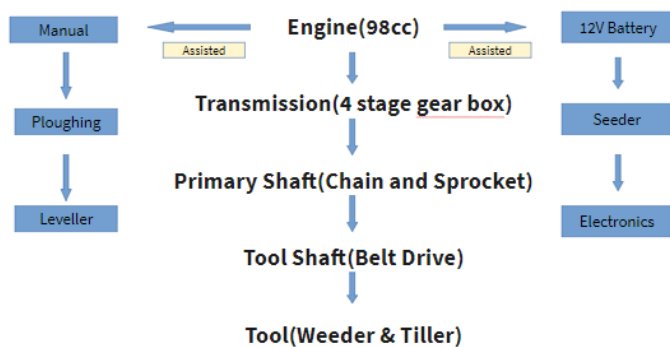 Manual
Engine(98cc)
12V Battery
Assisted
Assisted
Transmission(4 stage gear box)
Ploughing
Seeder
Primary Shaft(Chain and Sprocket)
Leveller
Electronics
Tool Shaft(Belt Drive)
Tool(Weeder & Tiller)